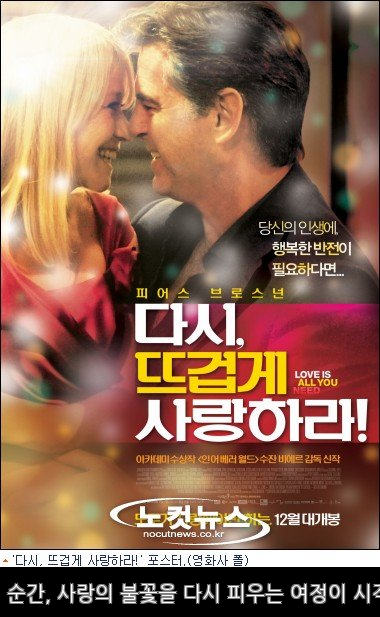 당신의 인생에,
행복한 반전이
필요하다면...
피어스 브로스넌
다시,
뜨겁게
LOVE IS
ALL YOU
NEED
사랑하라!
아카데미 수상작 <인 어 베러 월드> 수잔 비에르 감독 신작
노컷뉴스
nocutnews.co.kr
12월 대개봉
'다시, 뜨겁게 사랑하라!' 포스터.(영화사 폴)
순간, 사랑의 불꽃을 다시 피우는 여정이 시작